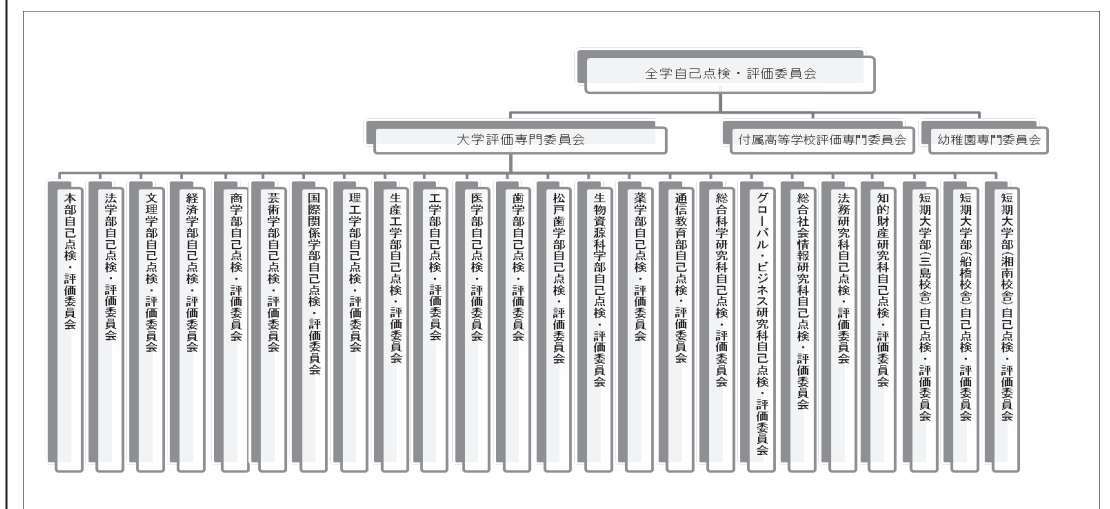 全学自己点検・評価委員会
大学評価専門委員会
付属高等学校評価専門委員会
幼稚園専門委員会
本部自己点検・評価委員会
法学部自己点検・評価委員会
文理学部自己点検・評価委員会
経済学部自己点検・評価委員会
商学部自己点検・評価委員会
芸術学部自己点検・評価委員会
国際関係学部自己点検・評価委員会
理工学部自己点検・評価委員会
生産工学部自己点検・評価委員会
工学部自己点検・評価委員会
医学部自己点検・評価委員会
歯学部自己点検・評価委員会
松戸歯学部自己点検・評価委員会
生物資源科学部自己点検・評価委員会
薬学部自己点検・評価委員会
通信教育部自己点検・評価委員会
総合科学研究科自己点検・評価委員会
グローバル・ビジネス研究科自己点検・評価委員会
総合社会情報研究科自己点検・評価委員会
法務研究科自己点検・評価委員会
知的財産研究科自己点検・評価委員会
短期大学部(三島校舎)自己点検・評価委員会
短期大学部(船橋校舎)自己点検・評価委員会
短期大学部(湘南校舎)自己点検・評価委員会